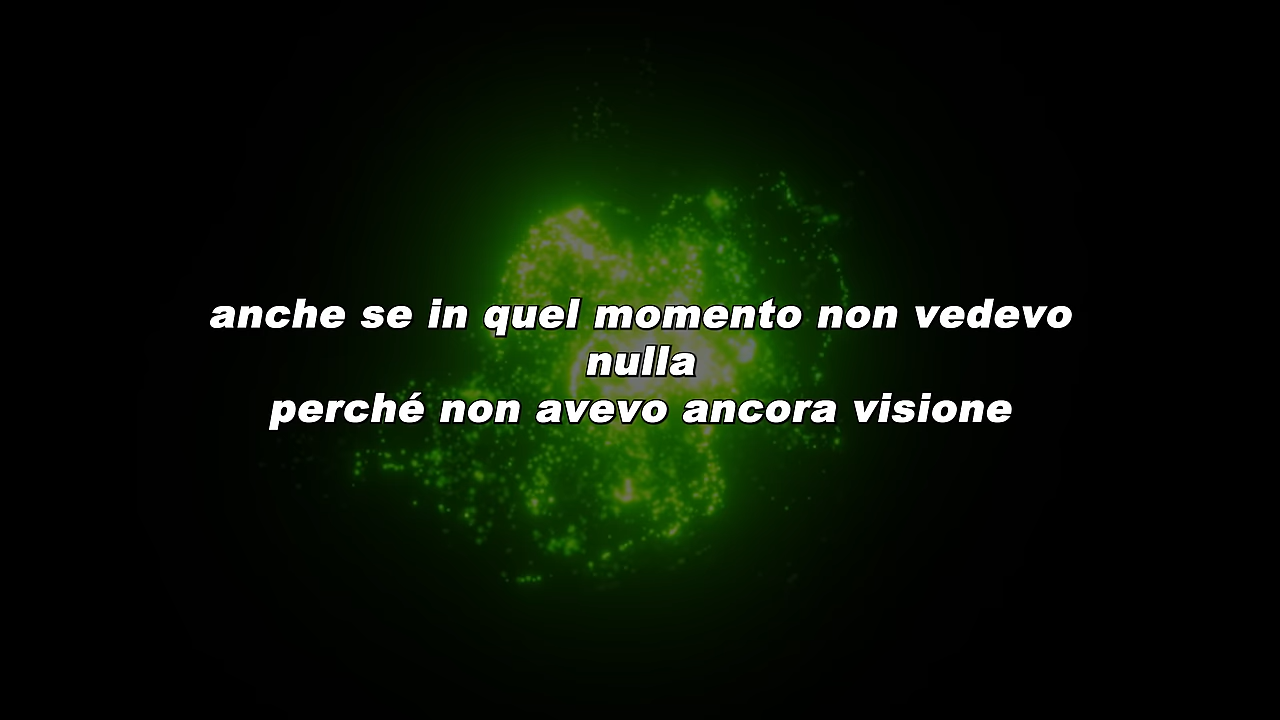 anche se in quel momento non vedevo
nulla
perché non avevo ancora visione